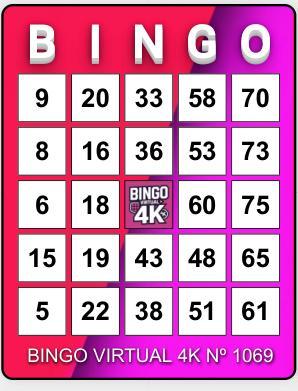 B I N G O
9 20 33 58 70
8 16 36 53 73
6 18 BINGO VIRTUAL 4K 60 75
15 19 43 48 65
5 22 38 51 61
BINGO VIRTUAL 4K Nº 1069